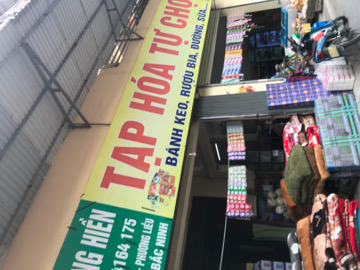 TẠP HÓA TỰ CHỌN
BÁNH KẸO, RƯỢU BIA, ĐƯỜNG, SỮA...
HIỀN
164 175
PHƯƠNG LIỄU
BẮC NINH